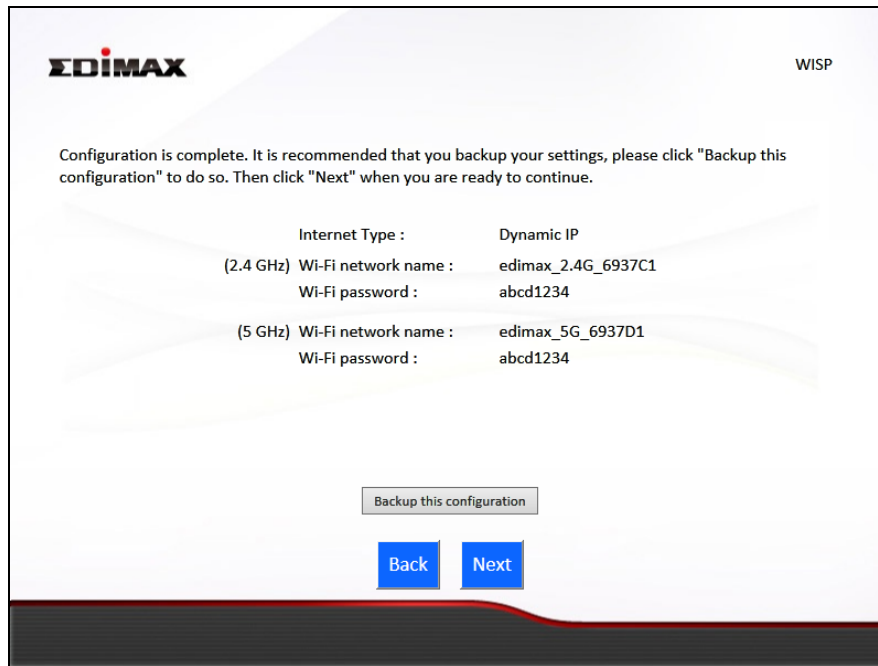 EDIMAX
WISP
Configuration is complete. It is recommended that you backup your settings, please click "Backup this
configuration" to do so. Then click "Next" when you are ready to continue.
Internet Type : Dynamic IP
(2.4 GHz) Wi-Fi network name : edimax_2.4G_6937C1
Wi-Fi password : abcd1234
(5 GHz) Wi-Fi network name : edimax_5G_6937D1
Wi-Fi password : abcd1234
Backup this configuration
Back Next